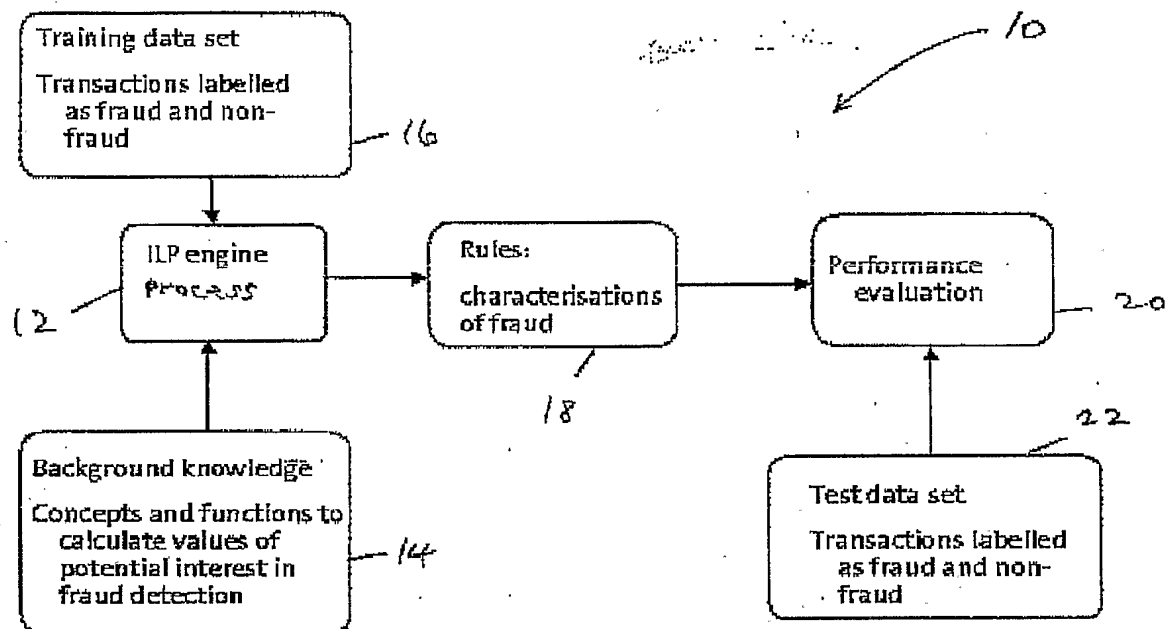 Training data set
Transactions labelled
as fraud and non-
fraud
16
10
ILP engine
Process
12
Rules:
characterisations
of fraud
18
Performance
evaluation
20
Background knowledge
Concepts and functions to
calculate values of
potential interest in
fraud detection
14
22
Test data set
Transactions labelled
as fraud and non-
fraud